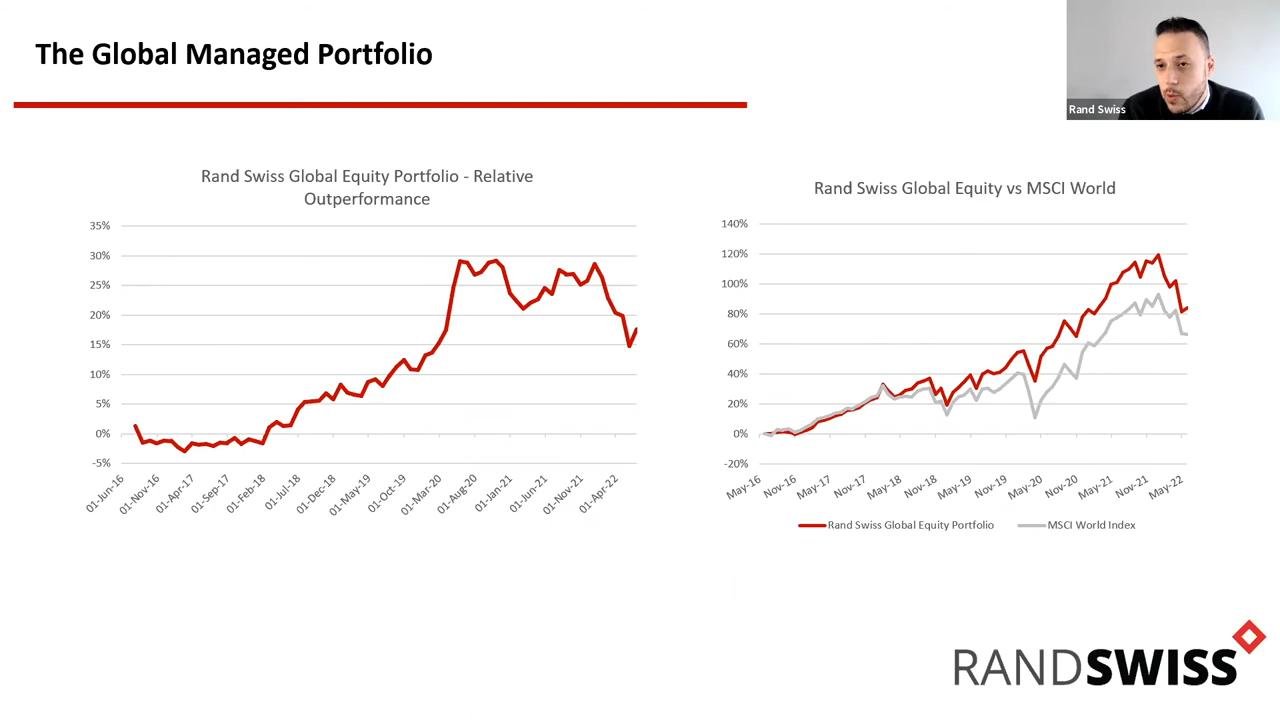 The Global Managed Portfolio
Rand Swiss
Rand Swiss Global Equity Portfolio - Relative
Outperformance
35%
30%
25%
20%
15%
10%
5%
0%
-5%
01-Jun-16
01-Nov-16
01-Apr-17
01-Sep-17
01-Feb-18
01-Jul-18
01-Dec-18
01-May-19
01-Oct-19
01-Mar-20
01-Aug-20
01-Jan-21
01-Jun-21
01-Nov-21
01-Apr-22
Rand Swiss Global Equity vs MSCI World
140%
120%
100%
80%
60%
40%
20%
0%
-20%
May-16
Nov-16
May-17
Nov-17
May-18
Nov-18
May-19
Nov-19
May-20
Nov-20
May-21
Nov-21
May-22
Rand Swiss Global Equity Portfolio
MSCI World Index
RANDSWISS